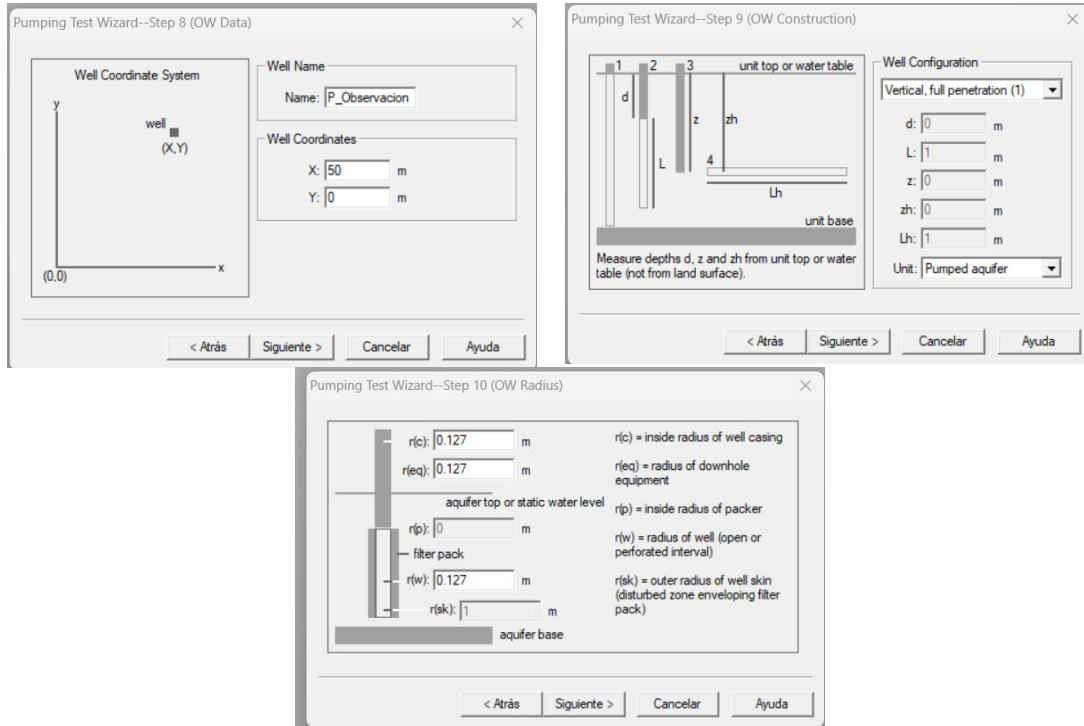 Pumping Test Wizard--Step 8 (OW Data)
Well Coordinate System
y
well
(X,Y)
(0,0)
x
Well Name
Name: P_Observacion
Well Coordinates
X: 50 m
Y: 0 m
< Atrás Siguiente > Cancelar Ayuda
Pumping Test Wizard--Step 9 (OW Construction)
1 2 3 unit top or water table
d
z zh
L
4
Lh
unit base
Measure depths d, z and zh from unit top or water
table (not from land surface).
Well Configuration
Vertical, full penetration (1)
d: 0 m
L: 1 m
z: 0 m
zh: 0 m
Lh: 1 m
Unit: Pumped aquifer
< Atrás Siguiente > Cancelar Ayuda
Pumping Test Wizard--Step 10 (OW Radius)
r(c): 0.127 m
r(eq): 0.127 m
aquifer top or static water level
r(p): 0 m
filter pack
r(w): 0.127 m
r(sk): 1 m
aquifer base
r(c) = inside radius of well casing
r(eq) = radius of downhole
equipment
r(p) = inside radius of packer
r(w) = radius of well (open or
perforated interval)
r(sk) = outer radius of well skin
(disturbed zone enveloping filter
pack)
< Atrás Siguiente > Cancelar Ayuda